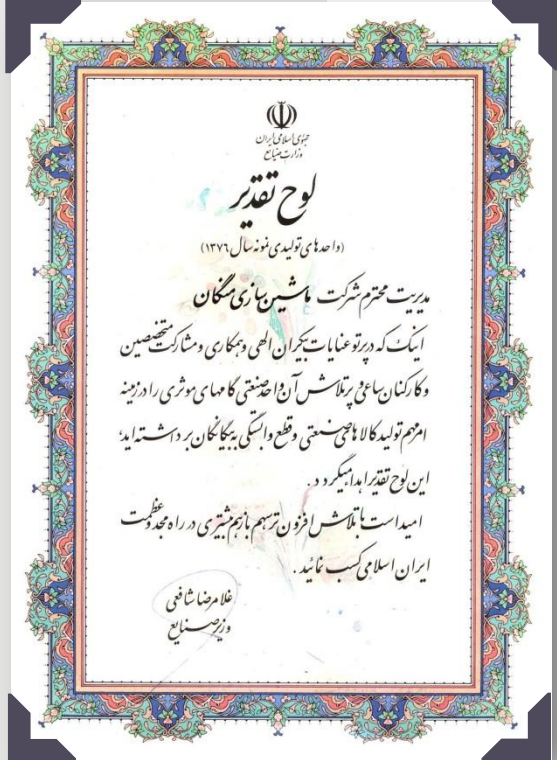 جمهوری اسلامی ایران
وزارت صنایع
لوح تقدیر
(واحدهای تولیدی نمونه سال ۱۳۷۶)
مدیریت محترم شرکت ماشین سازی مگان
اینک که در پرتو عنایات بیکران الهی و همکاری و مشارکت متخصصین
و کارکنان ساعی و پرتلاش آن واحد صنعتی گامهای موثری را در زمینه
امر مهم تولید کالاهای صنعتی و قطع وابستگی به بیگانگان برداشته اید؛
این لوح تقدیر اهدا میگردد.
امید است با تلاش افزون تر سهم بازهم بیشتری در راه مجد و عظمت
ایران اسلامی کسب نمائید.
غلامرضا شافعی
وزیر صنایع